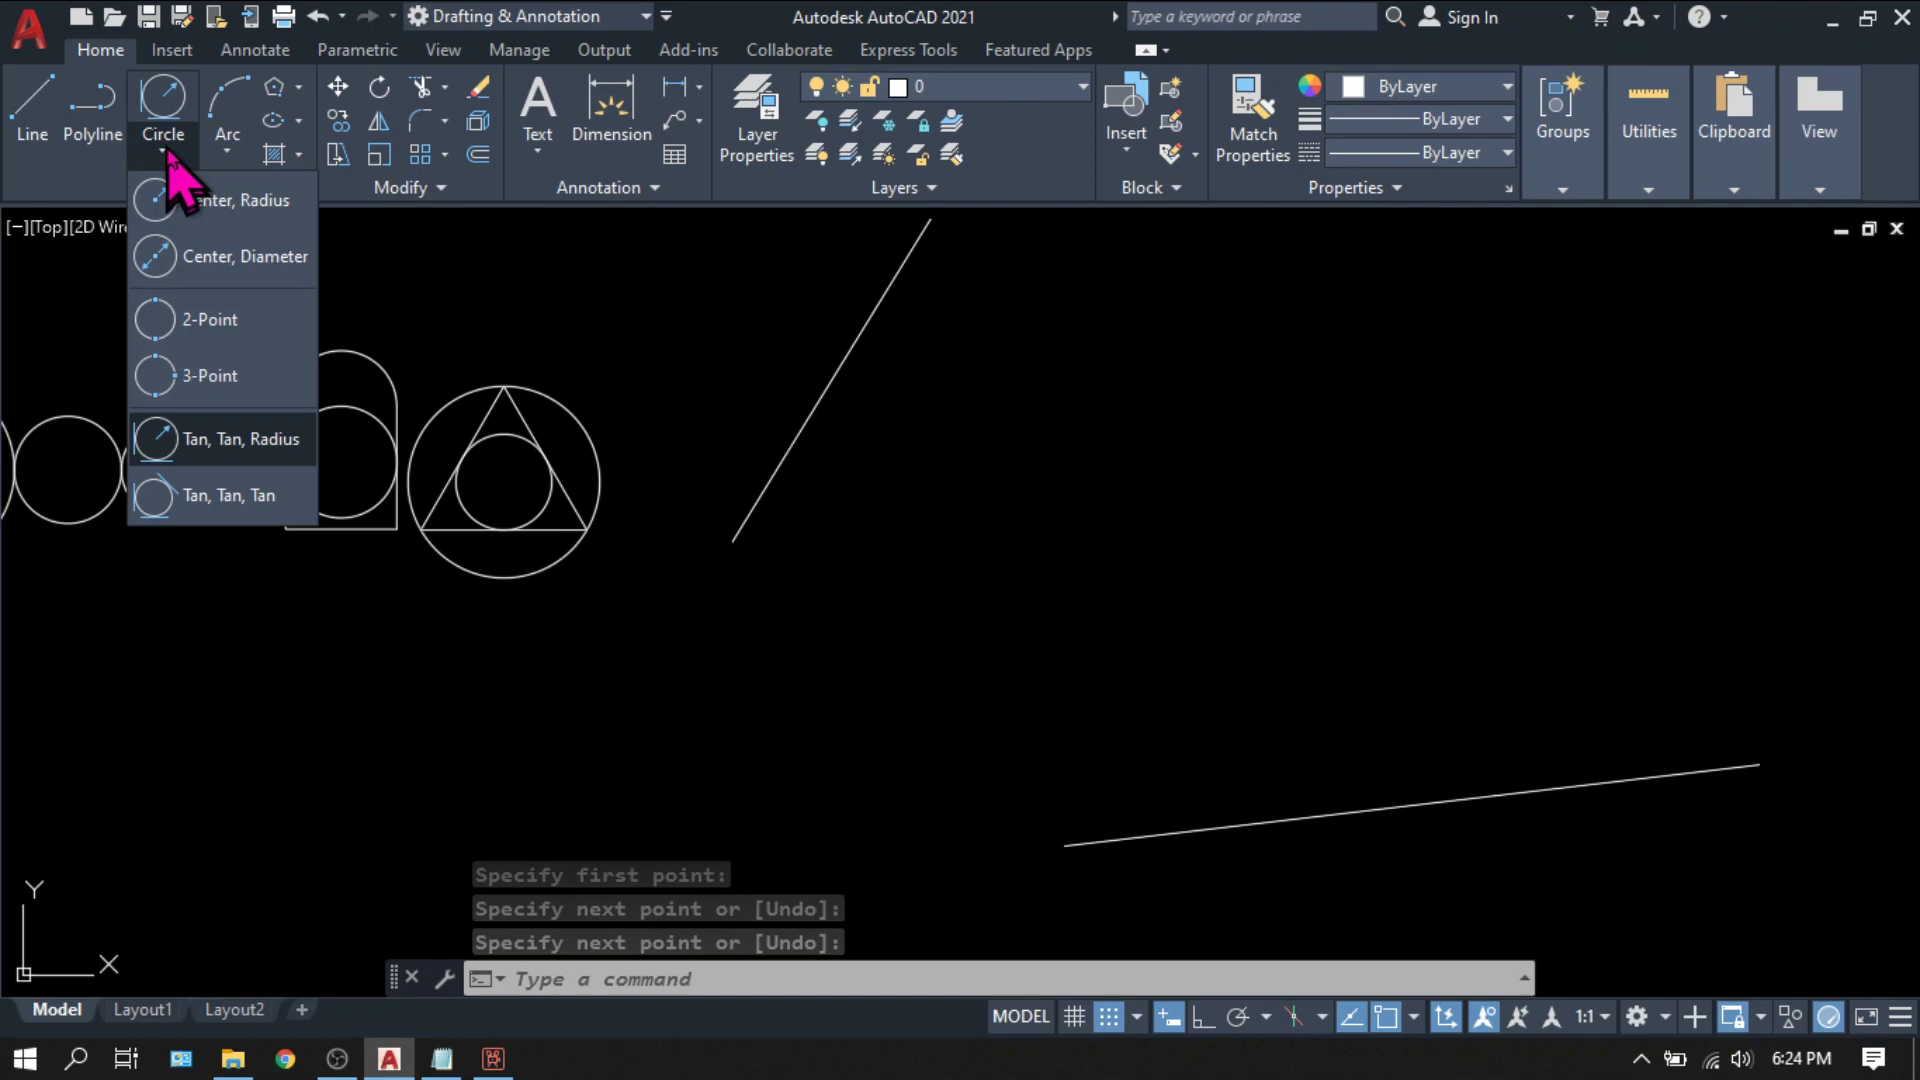 Drafting & Annotation
Autodesk AutoCAD 2021
Type a keyword or phrase
Sign In
Home
Insert
Annotate
Parametric
View
Manage
Output
Add-ins
Collaborate
Express Tools
Featured Apps
0
ByLayer
ByLayer
ByLayer
Line
Polyline
Circle
Arc
Text
Dimension
Layer
Properties
Insert
Match
Properties
Groups
Utilities
Clipboard
View
Modify
Annotation
Layers
Block
Properties
[−][Top][2D Wir
nter, Radius
Center, Diameter
2-Point
3-Point
Tan, Tan, Radius
Tan, Tan, Tan
Specify first point:
Specify next point or [Undo]:
Specify next point or [Undo]:
Type a command
Y
X
Model
Layout1
Layout2
+
MODEL
1:1
6:24 PM